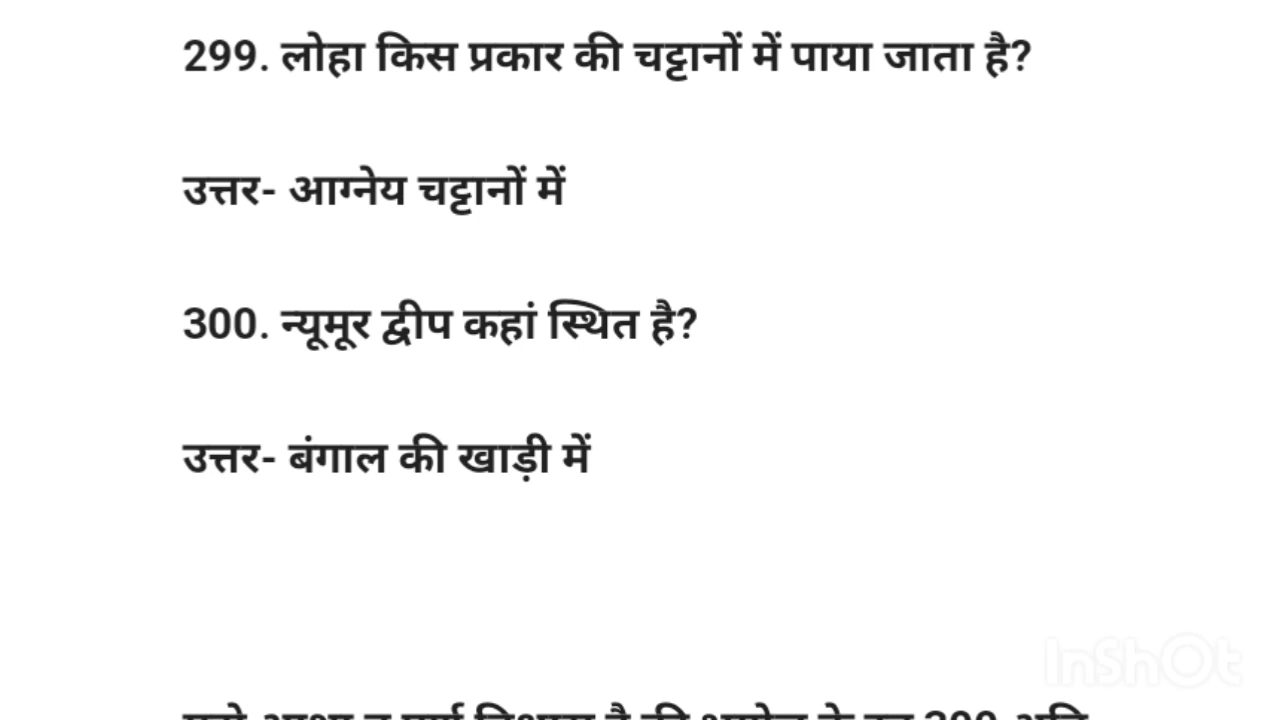 299. लोहा किस प्रकार की चट्टानों में पाया जाता है?
उत्तर- आग्नेय चट्टानों में
300. न्यूमूर द्वीप कहां स्थित है?
उत्तर- बंगाल की खाड़ी में
InShOt